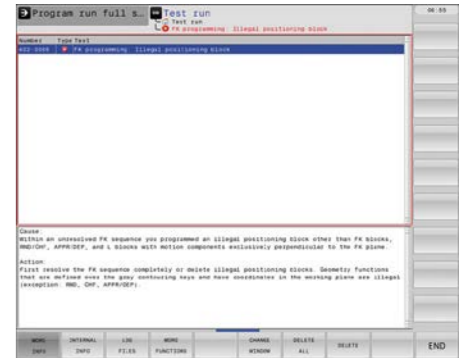 Program run full s…
Test run
Test run
FK programming: Illegal positioning block
06:55
Number Type Text
402-0009 FK programming: Illegal positioning block
Cause:
Within an unresolved FK sequence you programmed an illegal positioning block other than FK blocks,
RND/CHF, APPR/DEP, and L blocks with motion components exclusively perpendicular to the FK plane.
Action:
First resolve the FK sequence completely or delete illegal positioning blocks. Geometry functions
that are defined over the gray contouring keys and have coordinates in the working plane are illegal
(exception: RND, CHF, APPR/DEP).
MORE INFO
INTERNAL INFO
LOG FILES
MORE FUNCTIONS
CHANGE WINDOW
DELETE ALL
DELETE
END